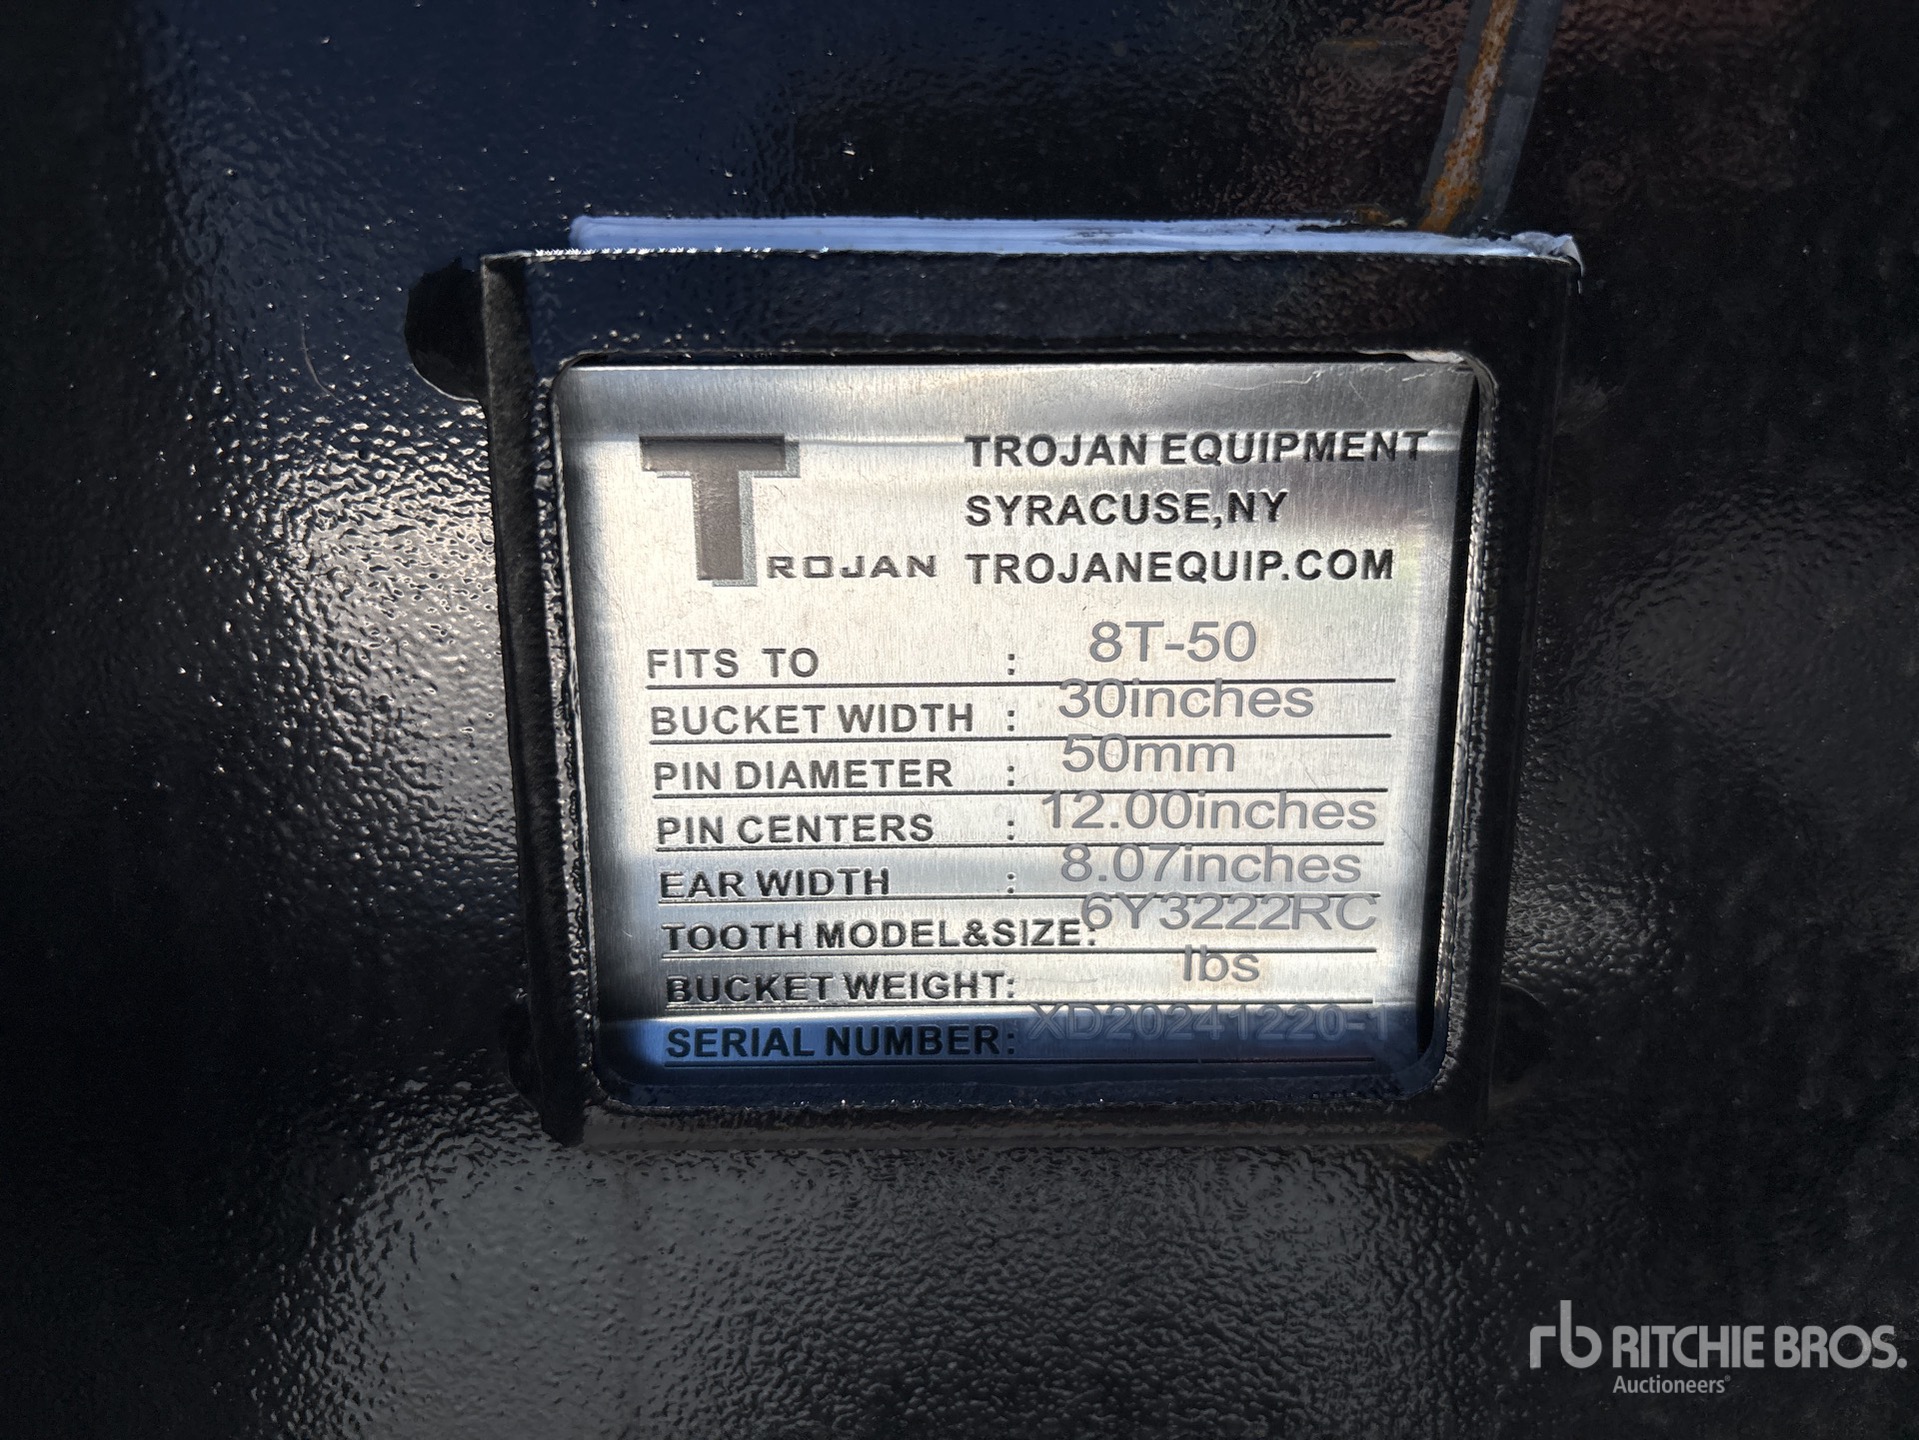 TROJAN
TROJAN EQUIPMENT
SYRACUSE,NY
TROJANEQUIP.COM
FITS TO : 8T-50
BUCKET WIDTH : 30inches
PIN DIAMETER : 50mm
PIN CENTERS : 12.00inches
EAR WIDTH : 8.07inches
TOOTH MODEL&SIZE: 6Y3222RC
BUCKET WEIGHT: lbs
SERIAL NUMBER: XD20241220-1
rb RITCHIE BROS.
Auctioneers®